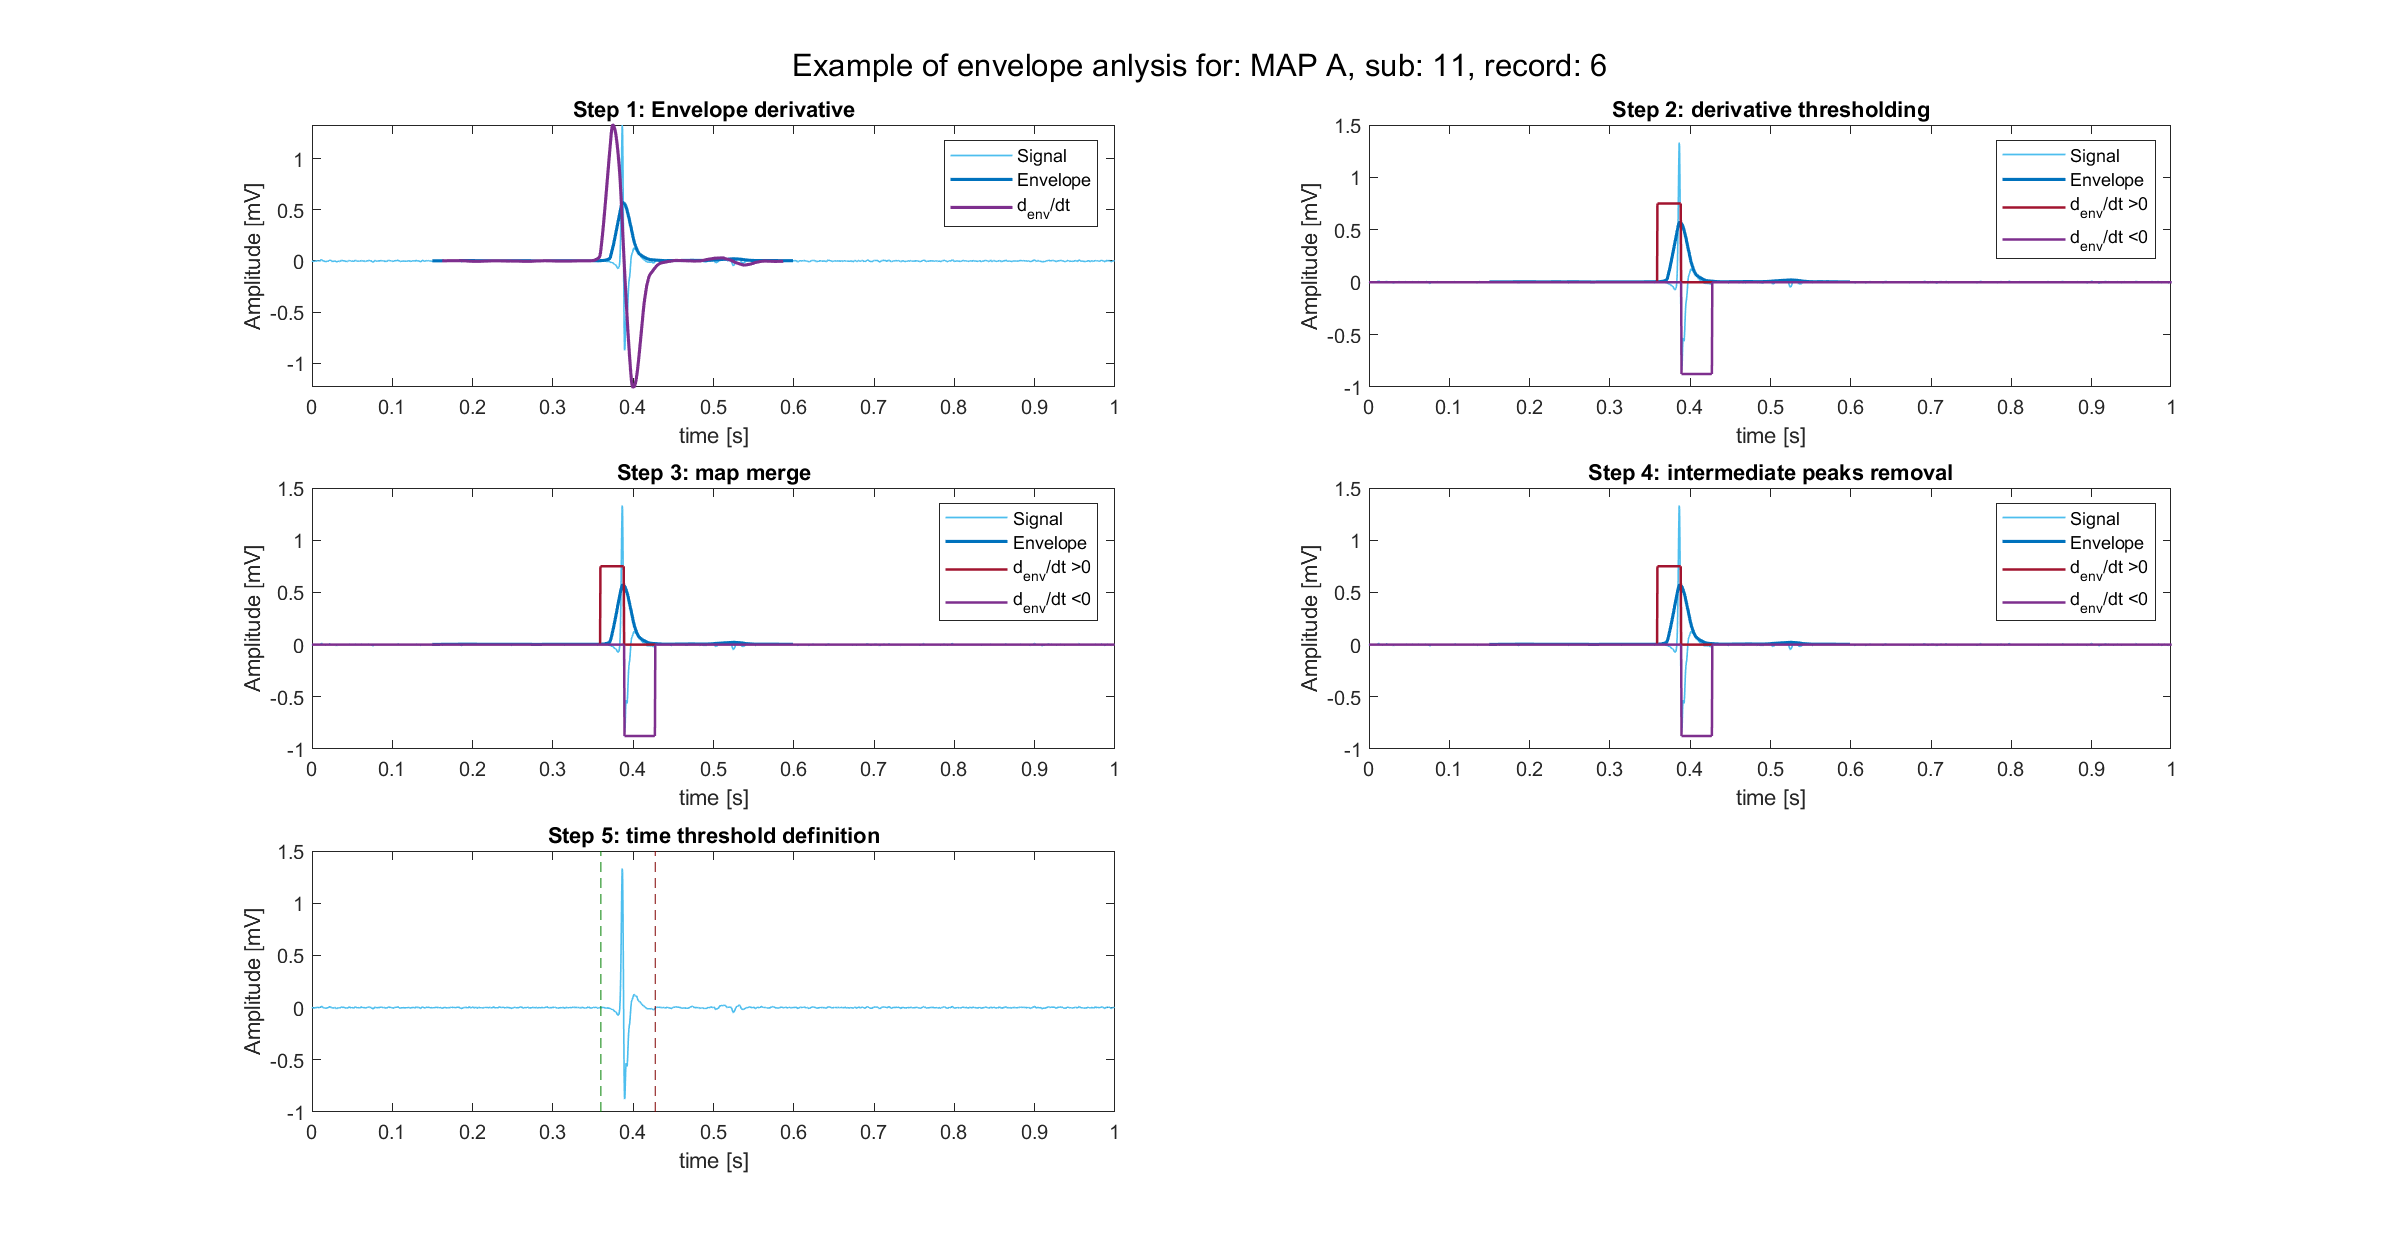 Example of envelope anlysis for: MAP A, sub: 11, record: 6
Step 1: Envelope derivative
Signal
Envelope
d_env/dt
Amplitude [mV]
1
0.5
0
-0.5
-1
0 0.1 0.2 0.3 0.4 0.5 0.6 0.7 0.8 0.9 1
time [s]
Step 2: derivative thresholding
Signal
Envelope
d_env/dt >0
d_env/dt <0
Amplitude [mV]
1.5
1
0.5
0
-0.5
-1
0 0.1 0.2 0.3 0.4 0.5 0.6 0.7 0.8 0.9 1
time [s]
Step 3: map merge
Signal
Envelope
d_env/dt >0
d_env/dt <0
Amplitude [mV]
1.5
1
0.5
0
-0.5
-1
0 0.1 0.2 0.3 0.4 0.5 0.6 0.7 0.8 0.9 1
time [s]
Step 4: intermediate peaks removal
Signal
Envelope
d_env/dt >0
d_env/dt <0
Amplitude [mV]
1.5
1
0.5
0
-0.5
-1
0 0.1 0.2 0.3 0.4 0.5 0.6 0.7 0.8 0.9 1
time [s]
Step 5: time threshold definition
Amplitude [mV]
1.5
1
0.5
0
-0.5
-1
0 0.1 0.2 0.3 0.4 0.5 0.6 0.7 0.8 0.9 1
time [s]